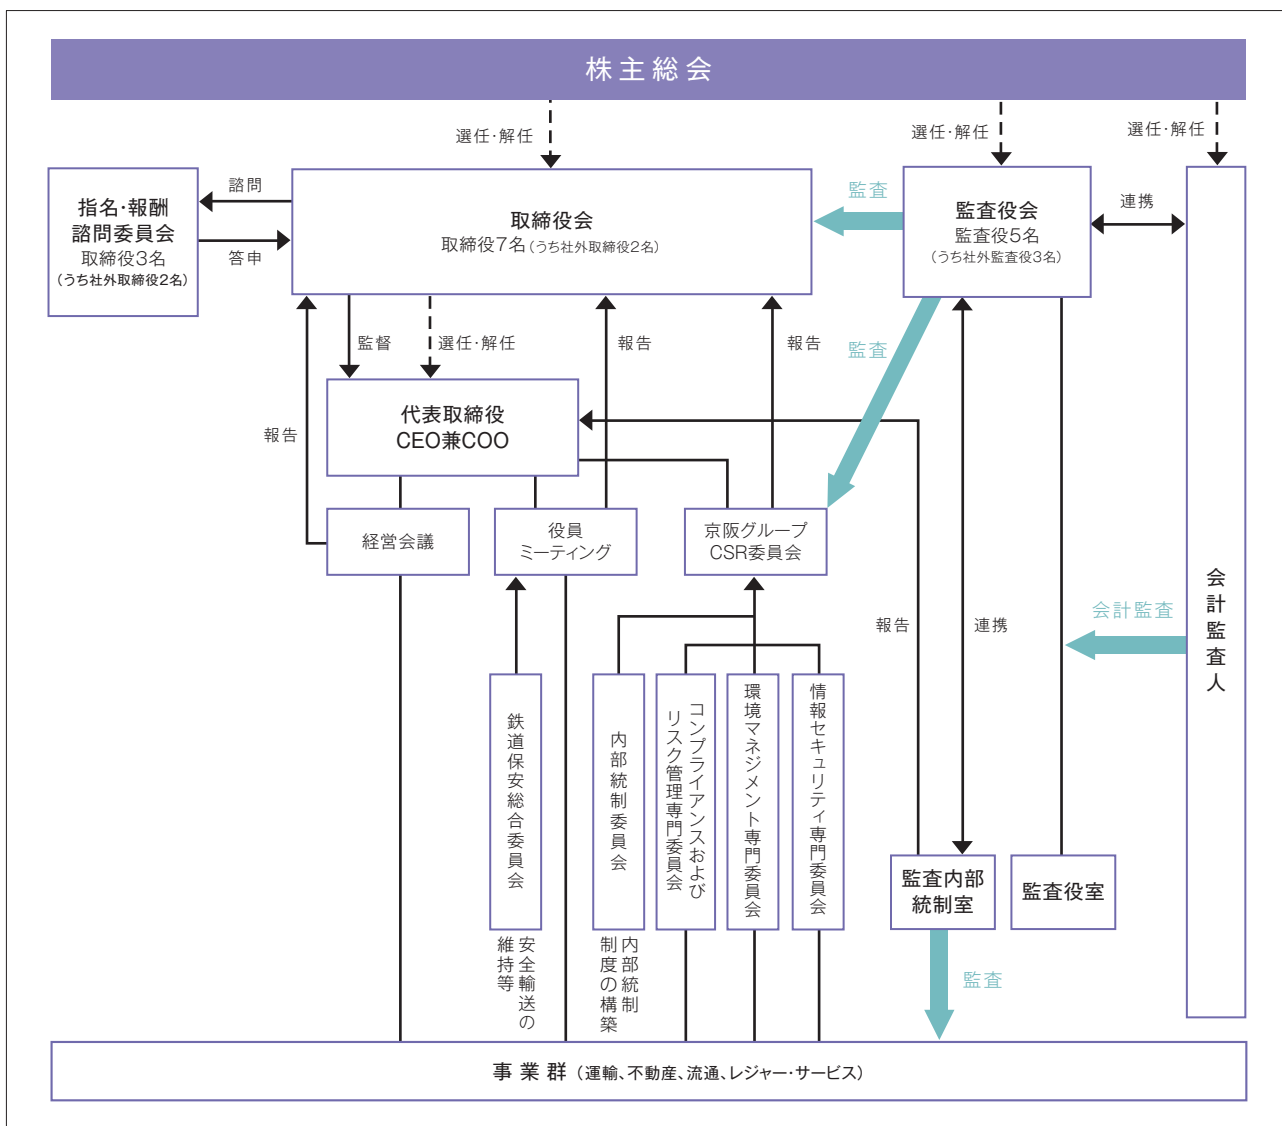 株主総会
選任・解任
選任・解任
選任・解任
指名・報酬
諮問委員会
取締役3名
(うち社外取締役2名)
諮問
答申
取締役会
取締役7名(うち社外取締役2名)
監査
監査役会
監査役5名
(うち社外監査役3名)
連携
監督
選任・解任
報告
報告
監査
報告
代表取締役
CEO兼COO
経営会議
役員
ミーティング
京阪グループ
CSR委員会
報告
連携
会計監査
会計監査人
鉄道保安総合委員会
安全輸送の
維持等
内部統制委員会
内部統制
制度の構築
コンプライアンスおよび
リスク管理専門委員会
環境マネジメント専門委員会
情報セキュリティ専門委員会
監査内部
統制室
監査役室
監査
事業群(運輸、不動産、流通、レジャー・サービス)